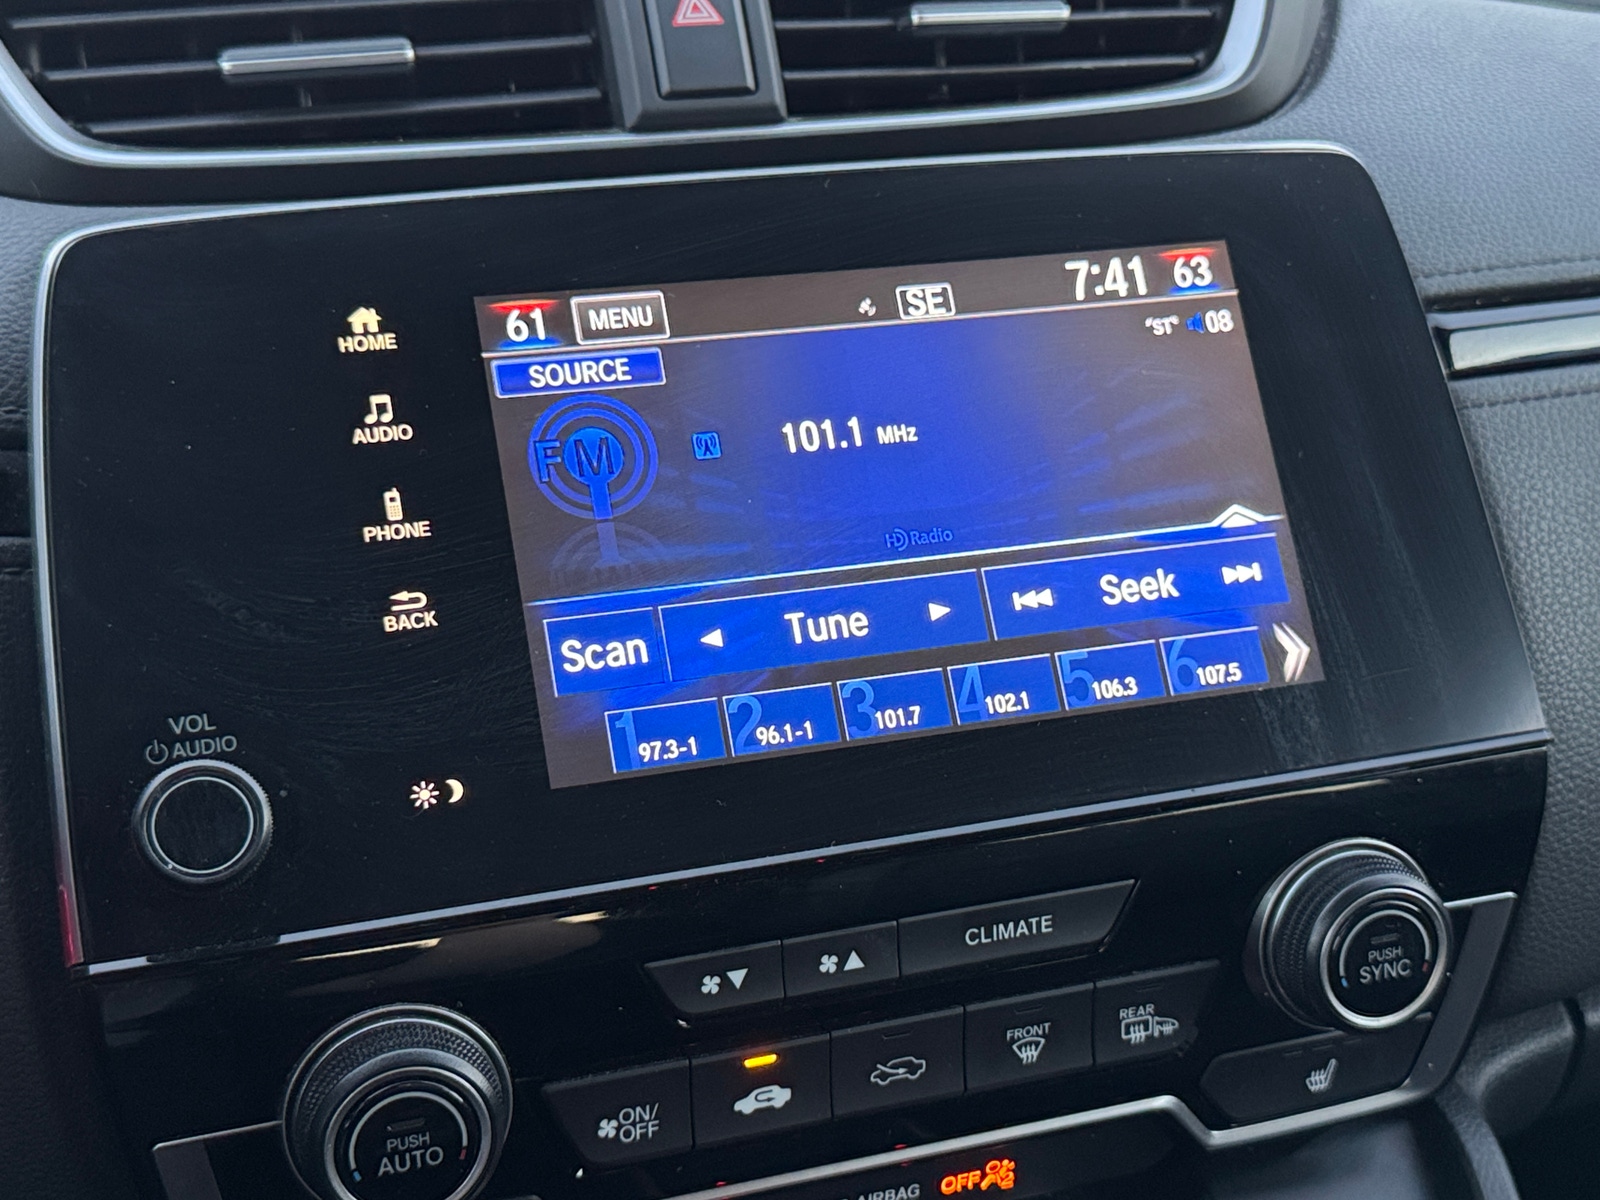 61
MENU
SE
7:41
63
"ST"
08
SOURCE
FM
101.1 MHz
HD Radio
Scan
Tune
Seek
1 97.3-1
2 96.1-1
3 101.7
4 102.1
5 106.3
6 107.5
HOME
AUDIO
PHONE
BACK
VOL
AUDIO
CLIMATE
PUSH
SYNC
FRONT
REAR
ON/
OFF
PUSH
AUTO
AIRBAG
OFF